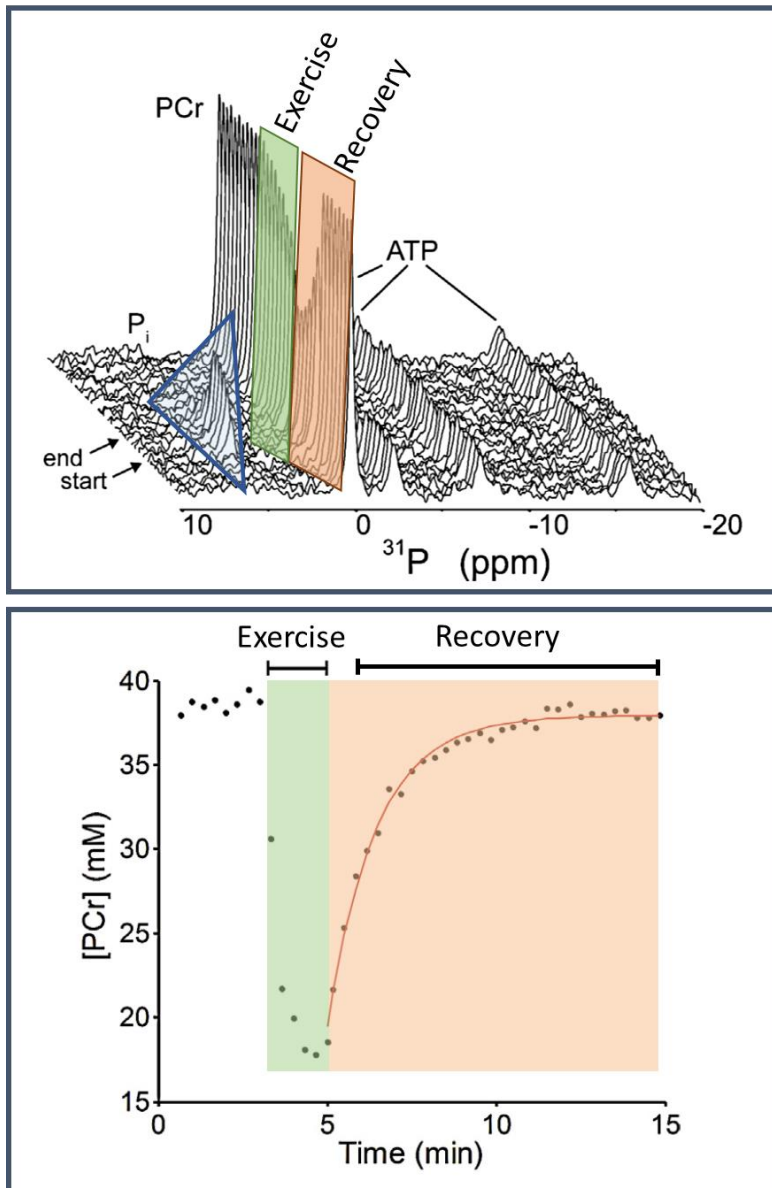 Exercise
Recovery
PCr
ATP
Pi
end
start
10 0 -10 -20
31P (ppm)
Exercise Recovery
40
35
30
25
20
15
[PCr] (mM)
0 5 10 15
Time (min)